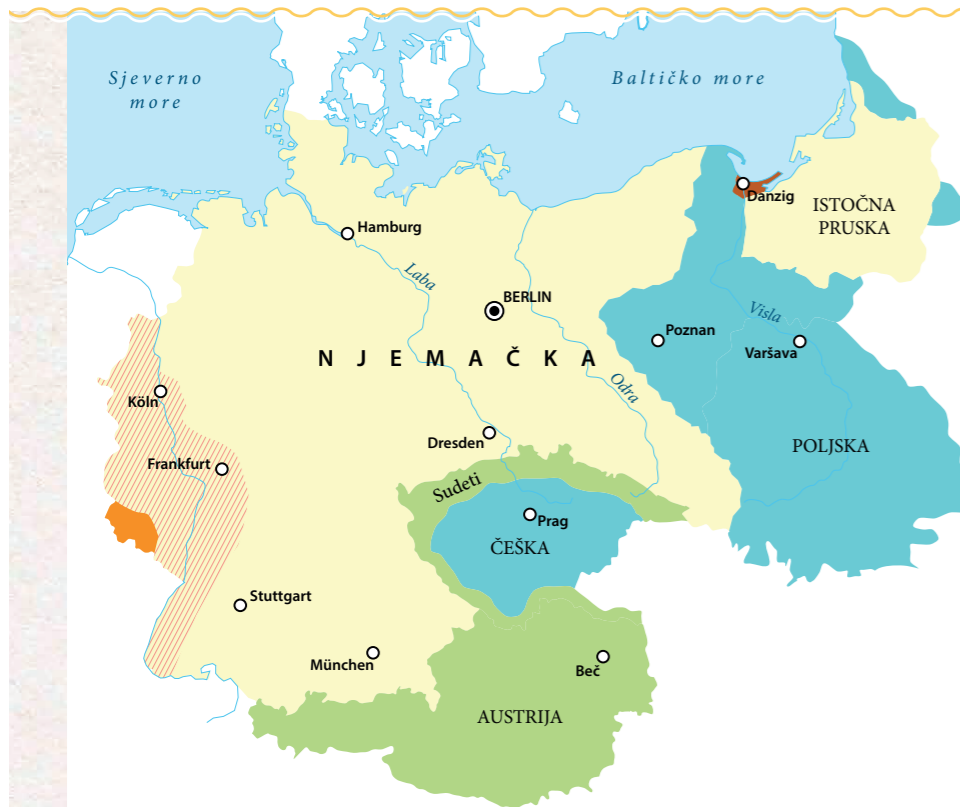 Sjeverno
more
Baltičko more
Danzig
ISTOČNA
PRUSKA
Hamburg
Laba
BERLIN
Visla
Poznan
Varšava
NJEMAČKA
Odra
Köln
Dresden
POLJSKA
Frankfurt
Sudeti
Prag
ČEŠKA
Stuttgart
München
Beč
AUSTRIJA